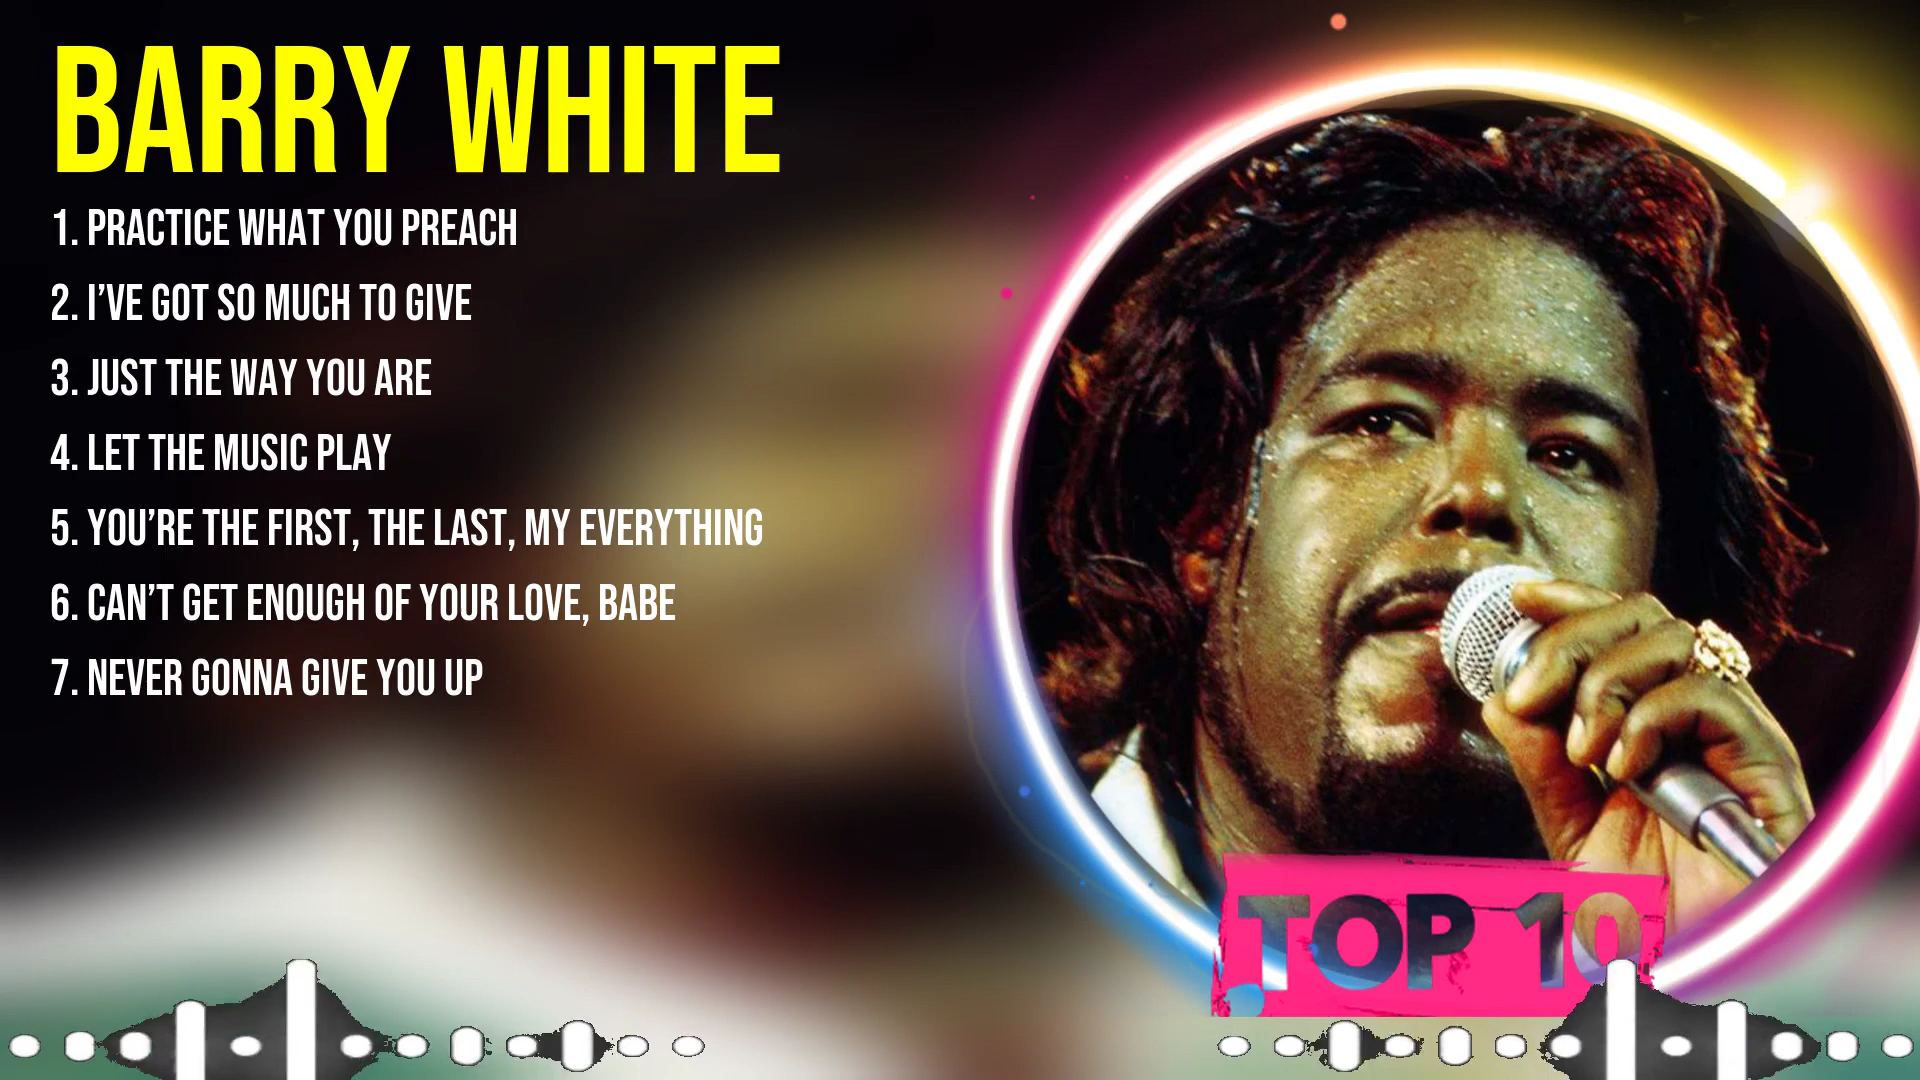 BARRY WHITE
1. PRACTICE WHAT YOU PREACH
2. I’VE GOT SO MUCH TO GIVE
3. JUST THE WAY YOU ARE
4. LET THE MUSIC PLAY
5. YOU’RE THE FIRST, THE LAST, MY EVERYTHING
6. CAN’T GET ENOUGH OF YOUR LOVE, BABE
7. NEVER GONNA GIVE YOU UP
TOP 10